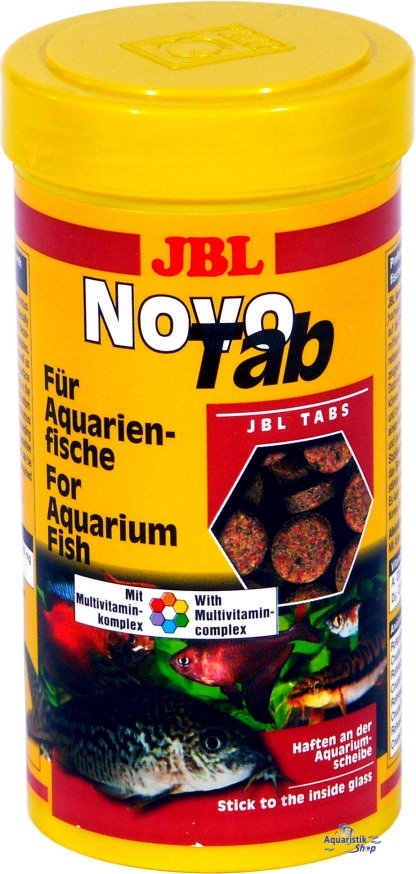 JBL
Novo
Tab
Für
Aquarien-
fische
For
Aquarium
Fish
JBL TABS
Mit
Multivitamin-
komplex
With
Multivitamin-
complex
Haften an der
Aquarium-
scheibe
Stick to the inside glass
Aquaristik
Shop